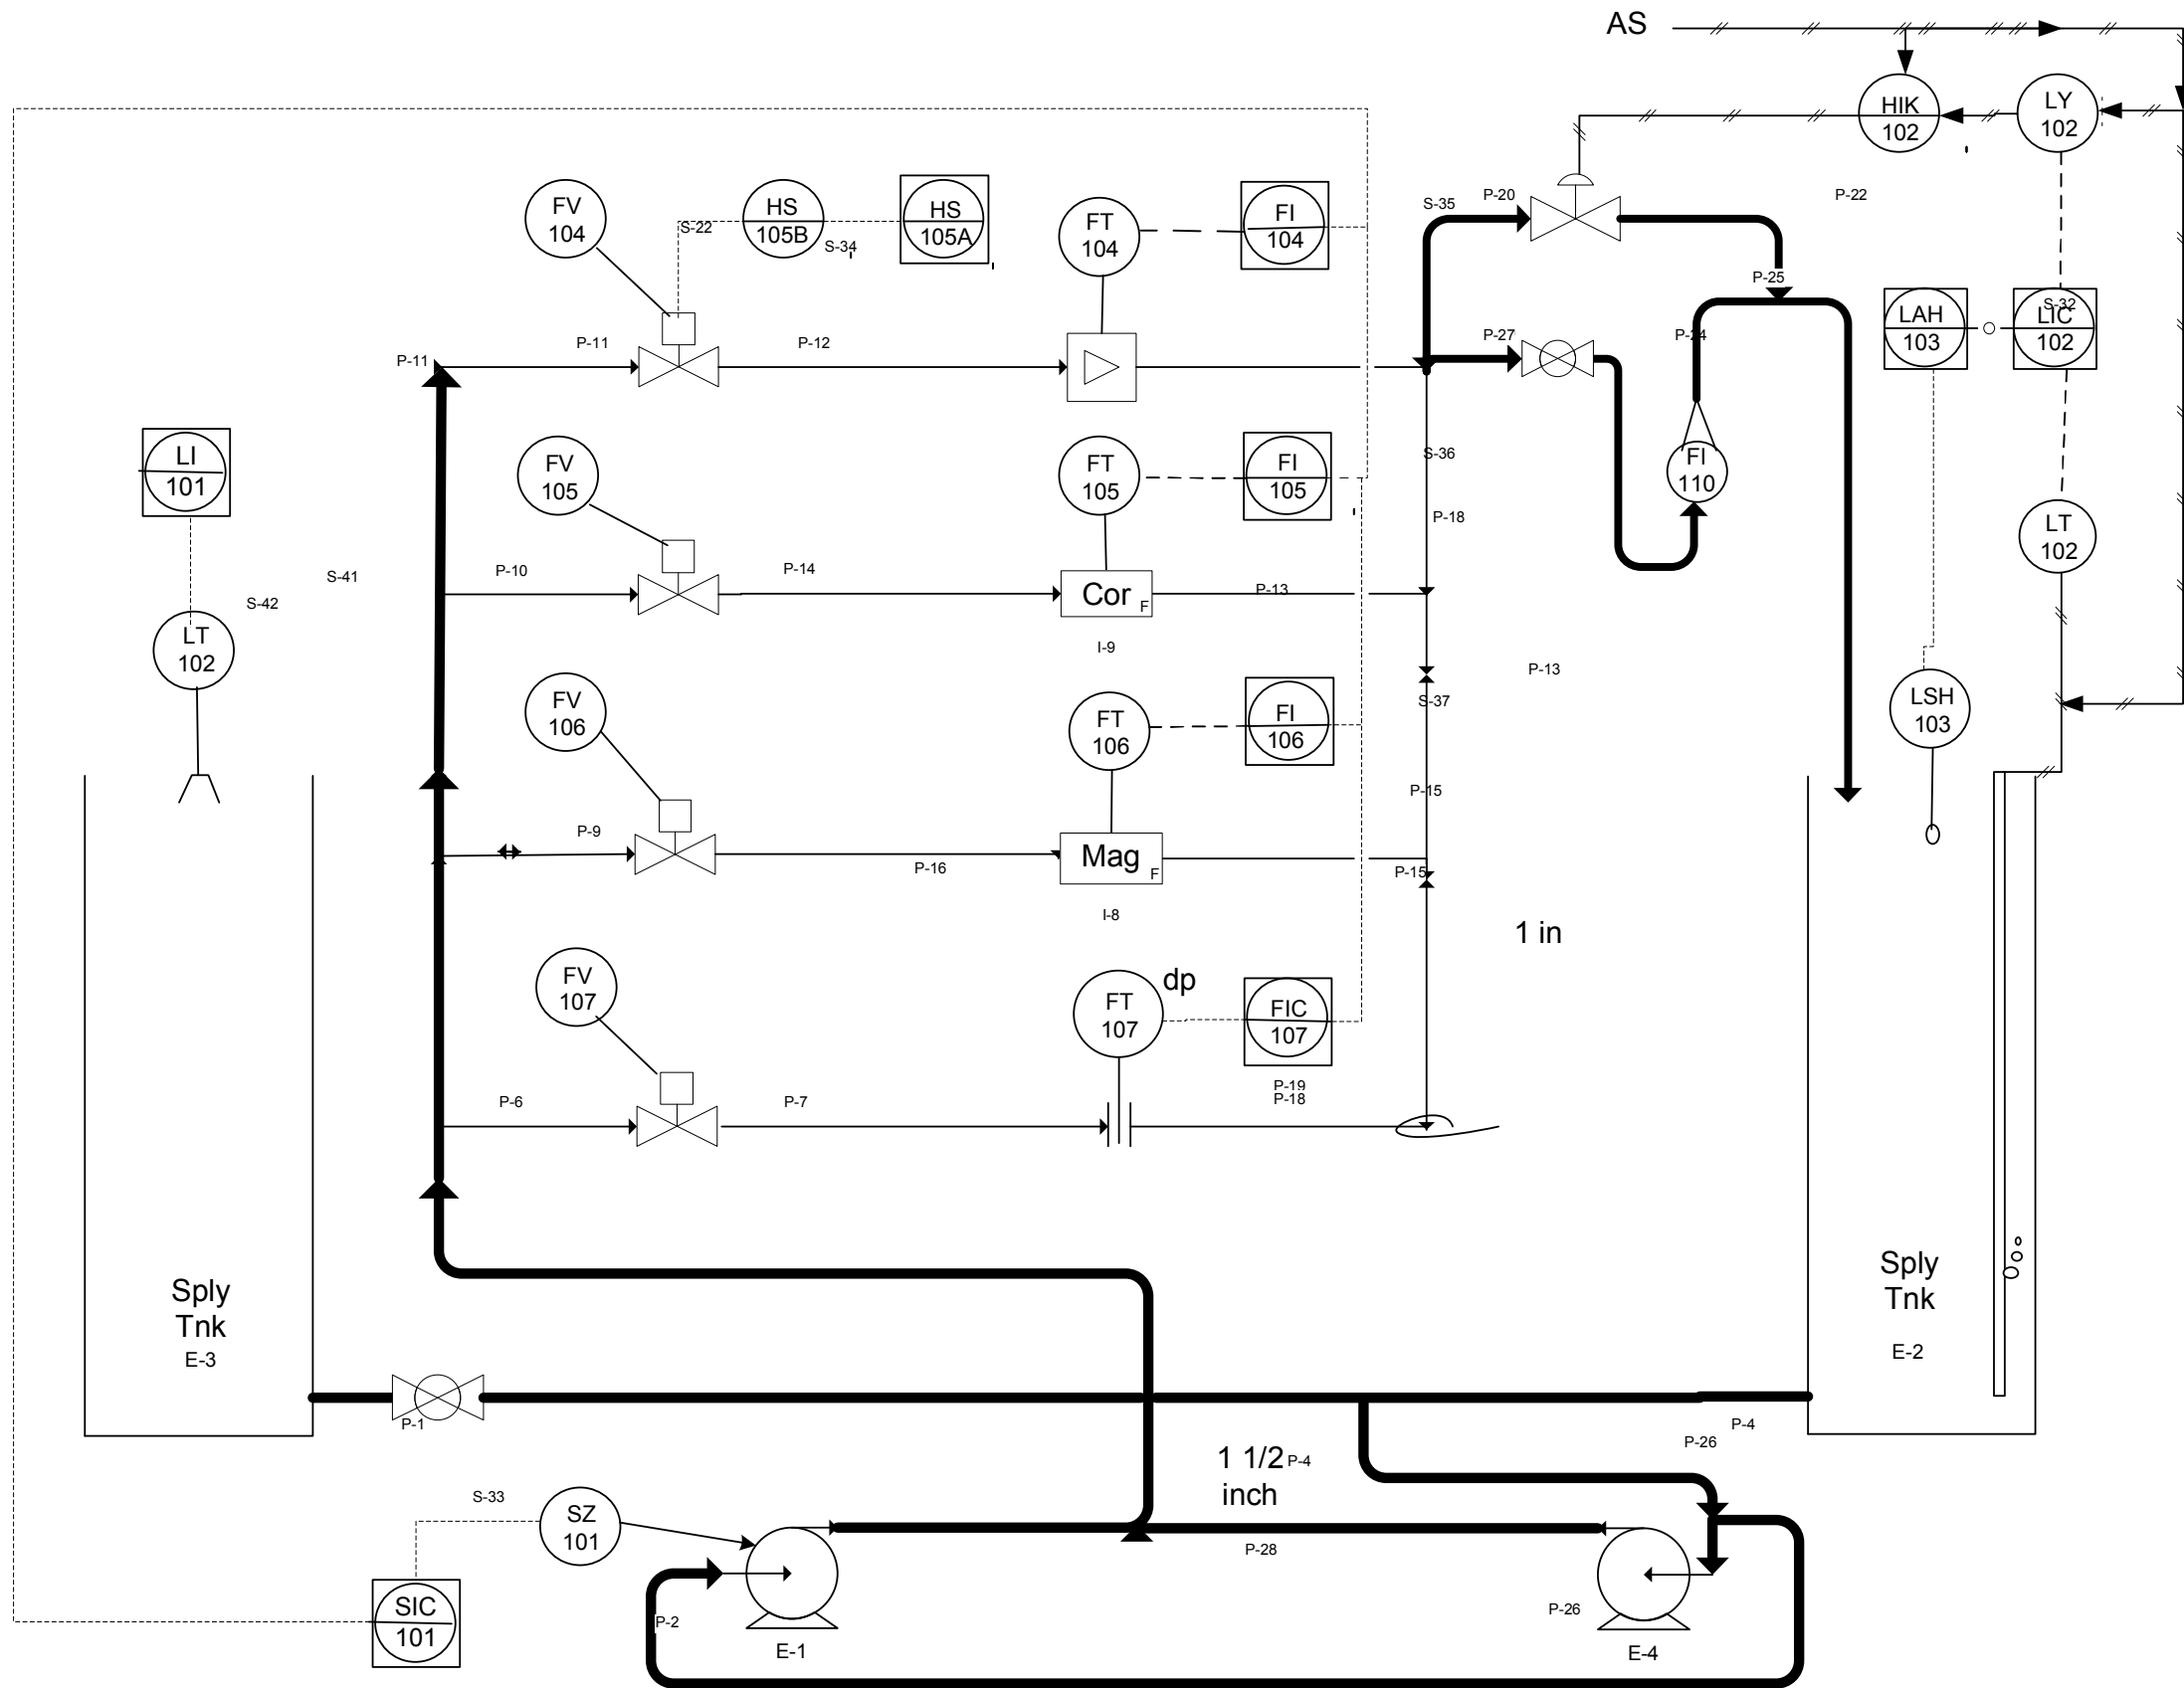 AS
HIK
102
LY
102
FV
104
HS
105B
HS
105A
FT
104
FI
104
S-22
S-34
S-35
P-20
P-22
P-25
P-11
P-11
P-12
P-27
P-24
LAH
103
S-32
LIC
102
LI
101
FV
105
FT
105
FI
105
S-36
FI
110
P-18
LT
102
S-41
P-10
P-14
Cor F
P-13
S-42
LT
102
I-9
P-13
FV
106
FT
106
FI
106
S-37
LSH
103
P-15
P-9
P-16
Mag F
P-15
I-8
1 in
FV
107
dp
FT
107
FIC
107
P-19
P-18
P-6
P-7
Sply
Tnk
E-3
Sply
Tnk
E-2
P-1
P-4
P-26
1 1/2 P-4
inch
S-33
SZ
101
P-28
SIC
101
P-2
P-26
E-1
E-4